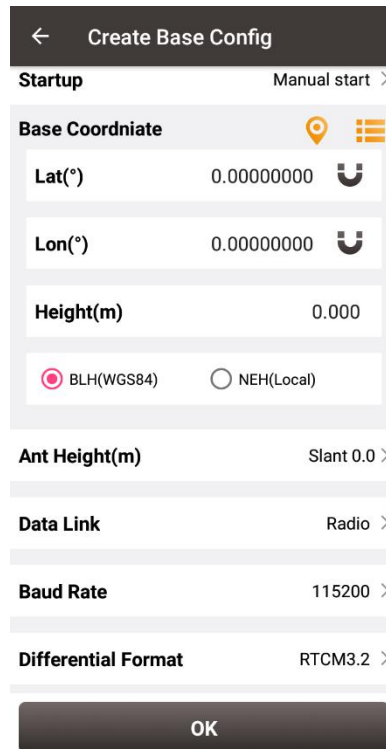 Create Base Config
Startup Manual start
Base Coordniate
Lat(°) 0.00000000
Lon(°) 0.00000000
Height(m) 0.000
BLH(WGS84) NEH(Local)
Ant Height(m) Slant 0.0
Data Link Radio
Baud Rate 115200
Differential Format RTCM3.2
OK